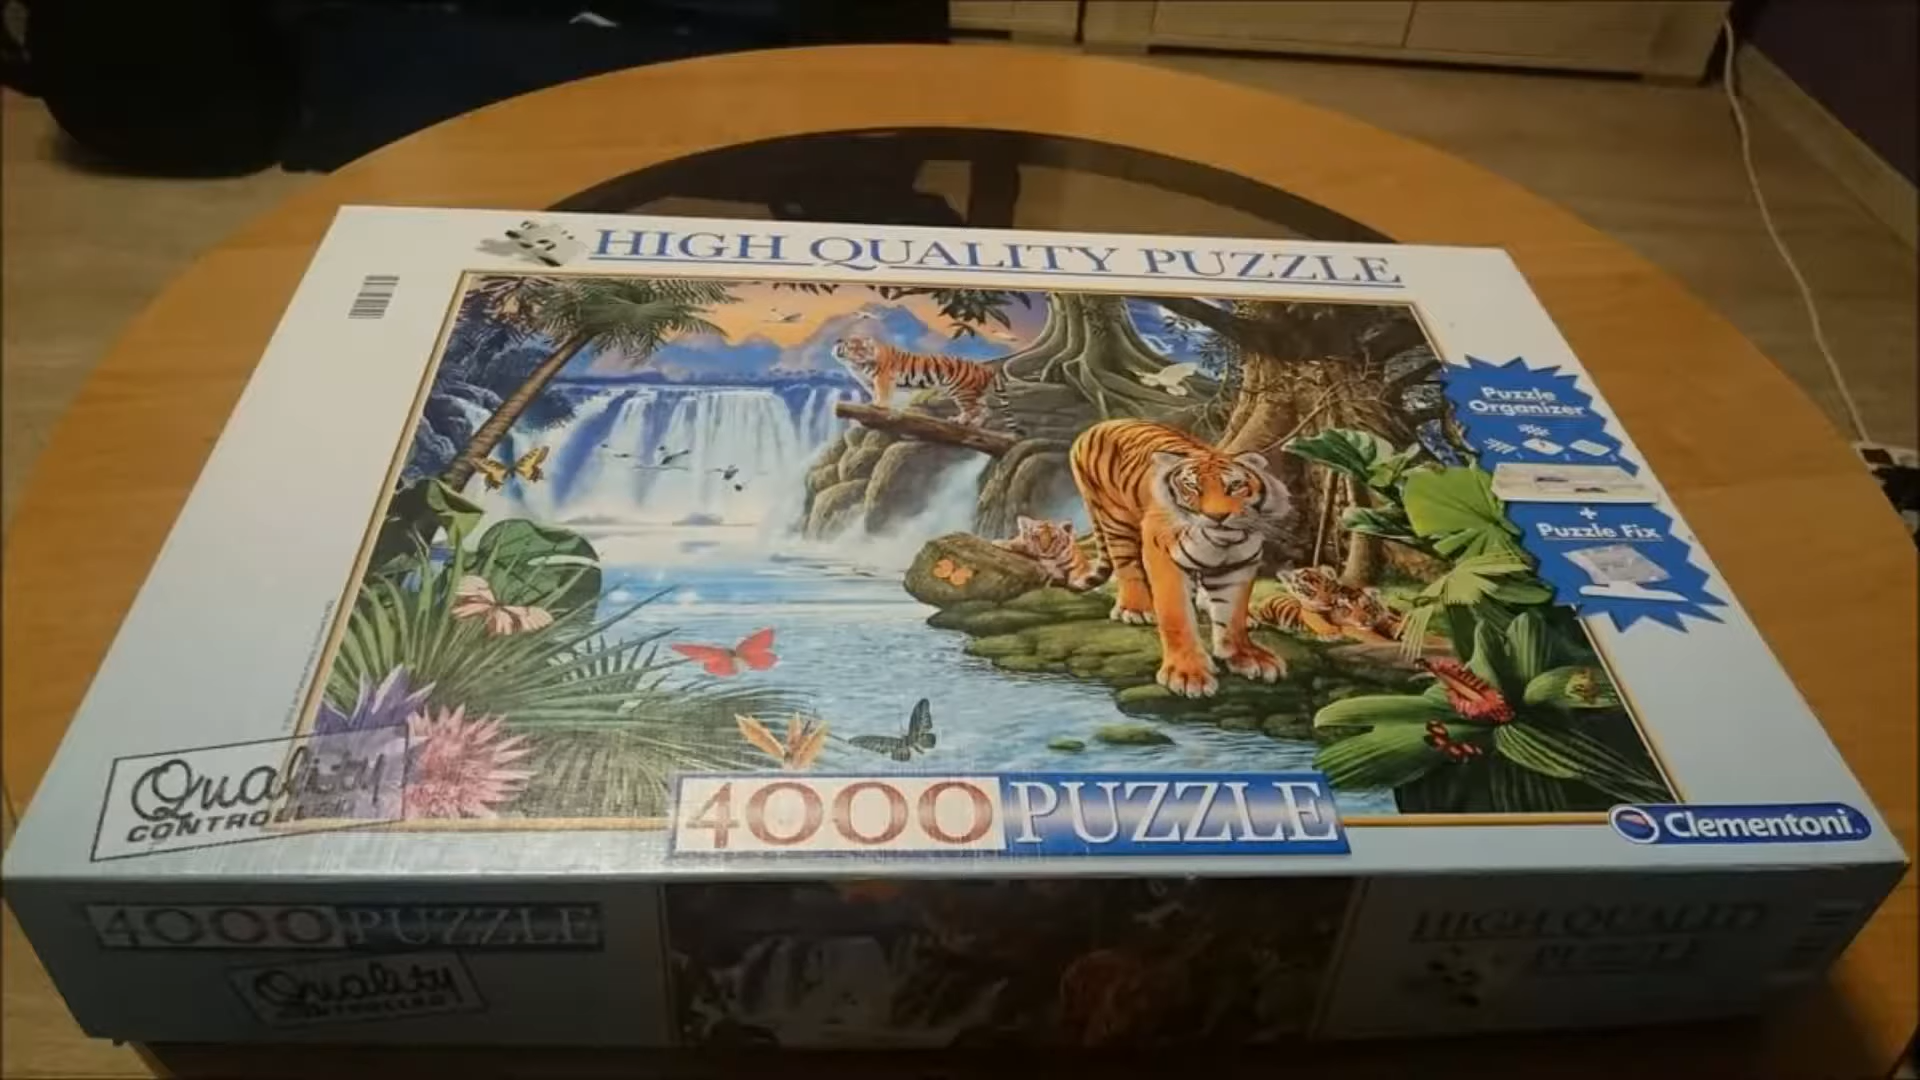 HIGH QUALITY PUZZLE
Puzzle
Organizer
+
Puzzle Fix
Quality
CONTROLLED
4000 PUZZLE
Clementoni
4000 PUZZLE
Quality
CONTROLLED
HIGH QUALITY
PUZZLE